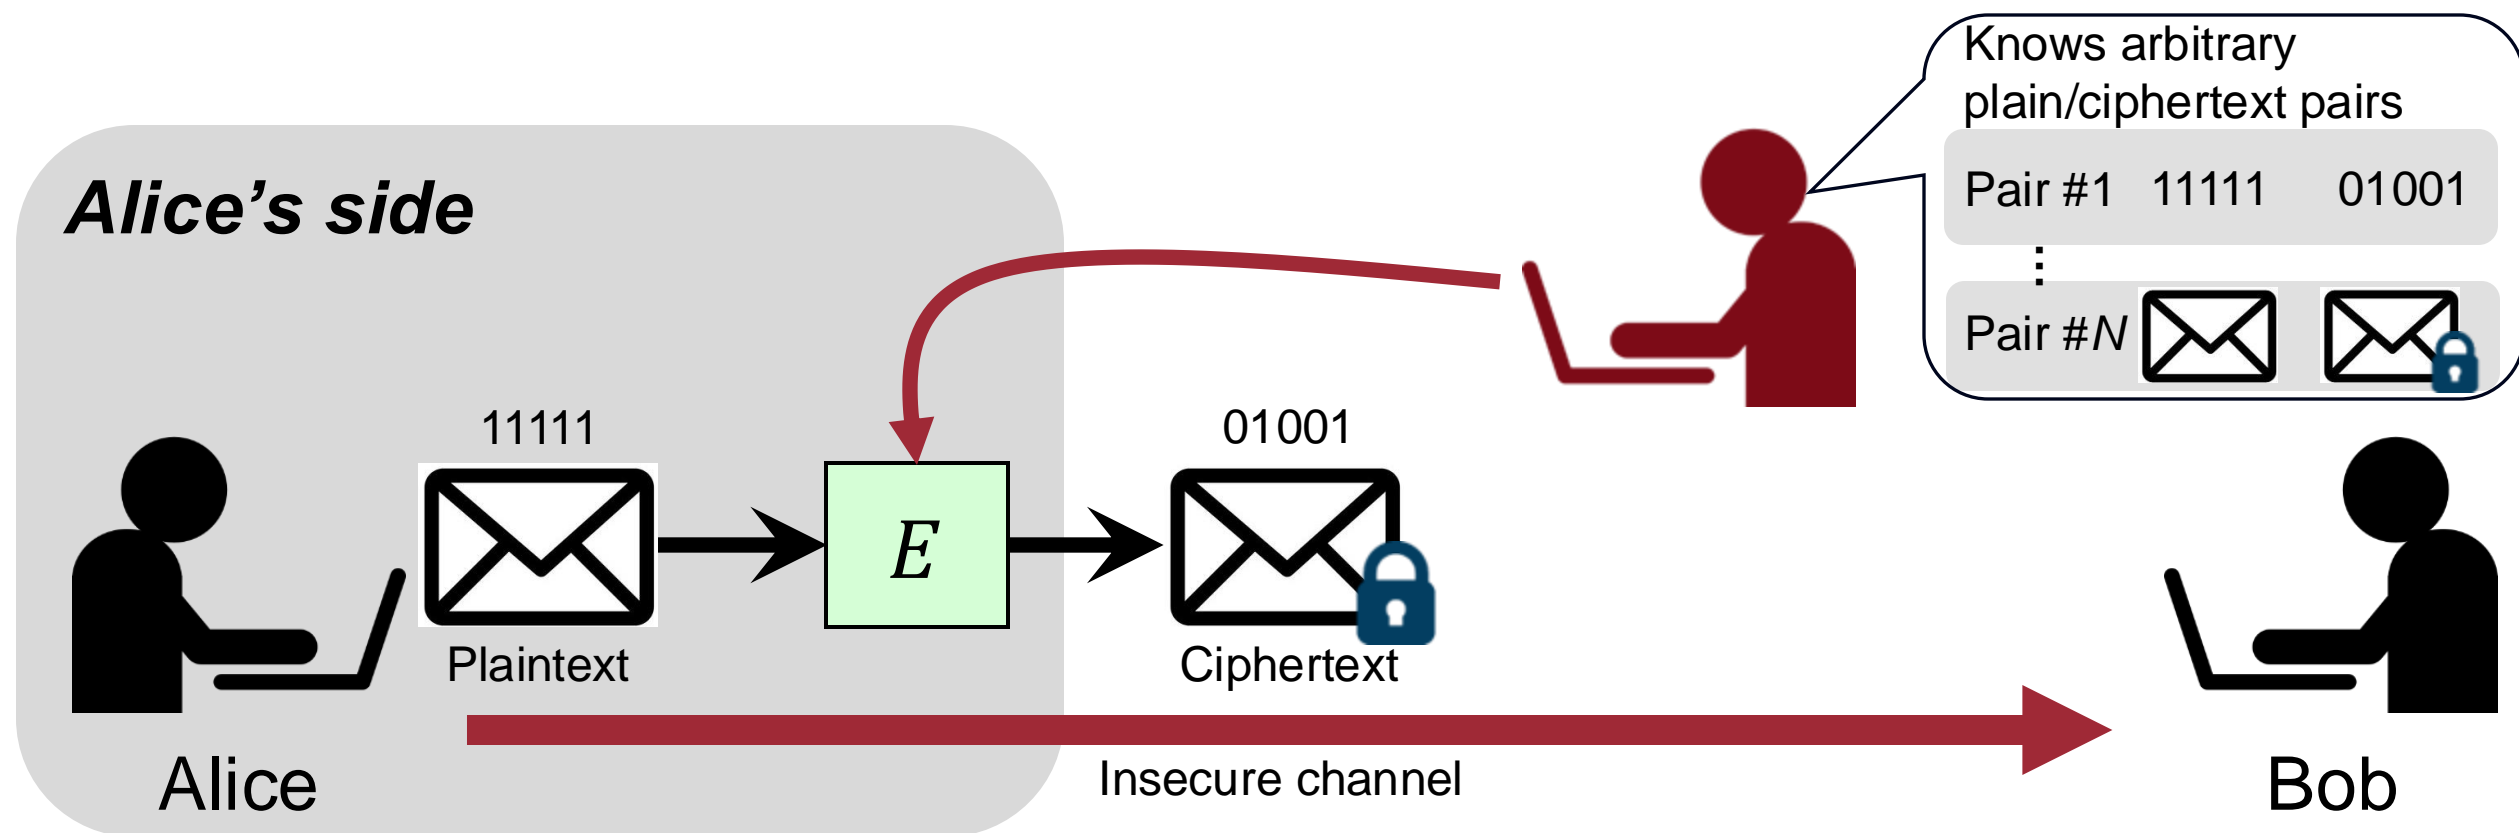 Knows arbitrary
plain/ciphertext pairs
Pair #1 11111 01001
⋮
Pair #N
Alice’s side
11111
01001
E
Plaintext
Ciphertext
Insecure channel
Alice
Bob